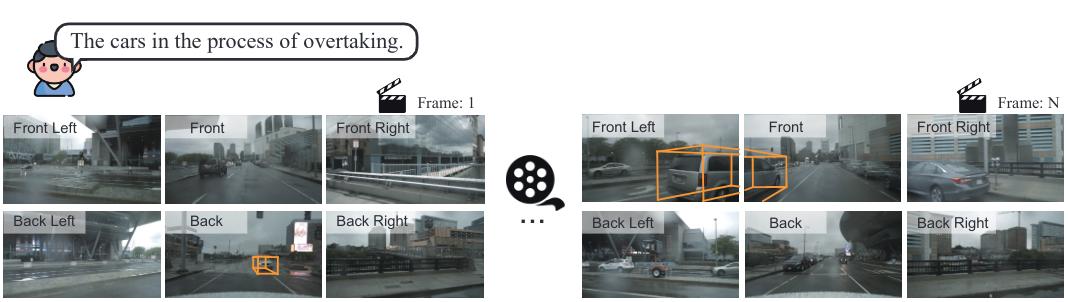 The cars in the process of overtaking.
Frame: 1
Frame: N
Front Left
Front
Front Right
Front Left
Front
Front Right
Back Left
Back
Back Right
...
Back Left
Back
Back Right